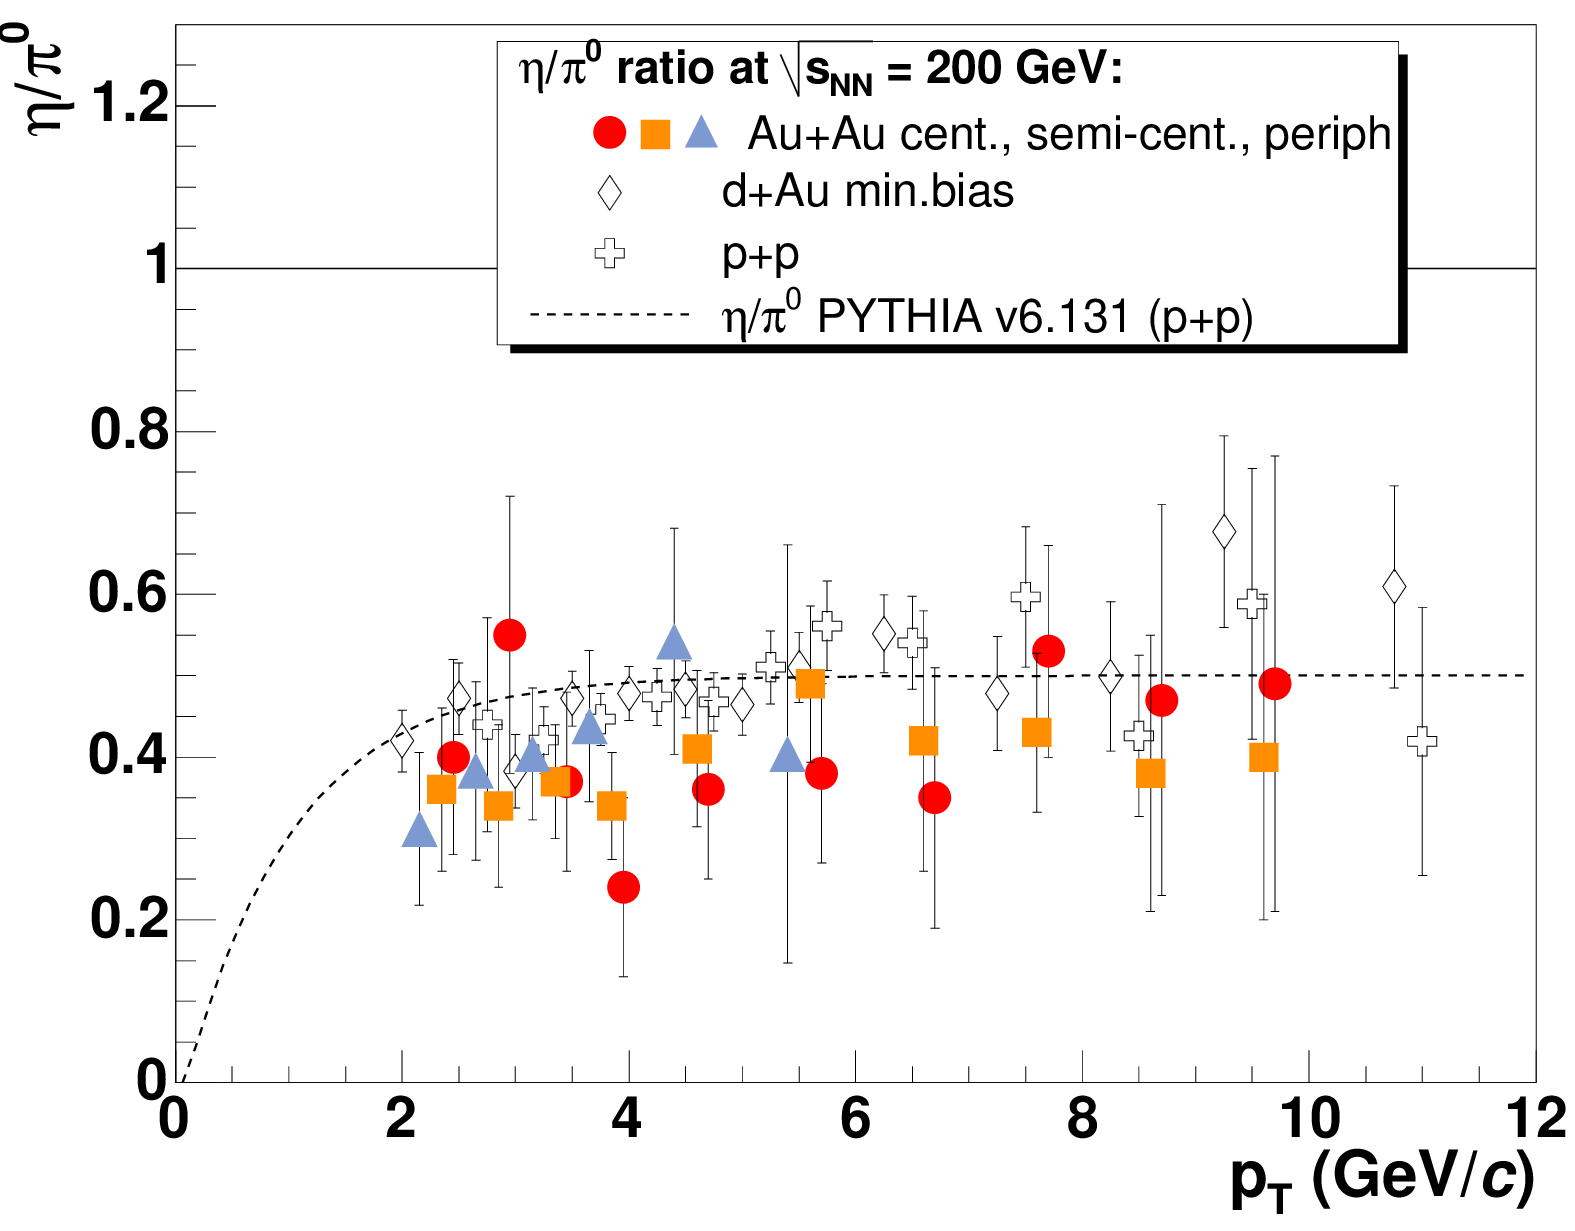 η/π⁰
1.2
1
0.8
0.6
0.4
0.2
0
η/π⁰ ratio at √sNN = 200 GeV:
Au+Au cent., semi-cent., periph
d+Au min.bias
p+p
η/π⁰ PYTHIA v6.131 (p+p)
0 2 4 6 8 10 12
pT (GeV/c)